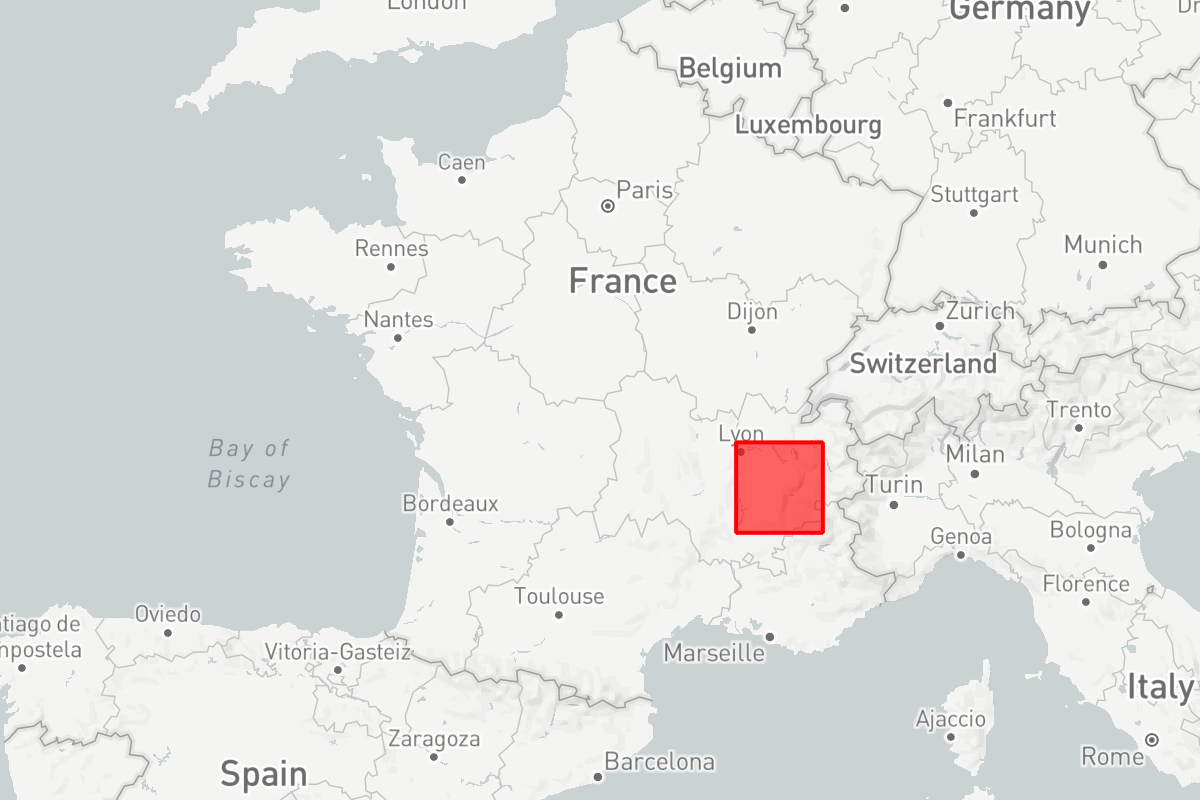 London
Germany
Dr
Belgium
Luxembourg
Frankfurt
Caen
Paris
Stuttgart
Rennes
Munich
France
Nantes
Dijon
Zurich
Switzerland
Trento
Lyon
Bay of
Biscay
Milan
Turin
Bordeaux
Bologna
Genoa
Florence
Toulouse
Oviedo
tiago de
mpostela
Vitoria-Gasteiz
Marseille
Italy
Ajaccio
Zaragoza
Rome
Barcelona
Spain